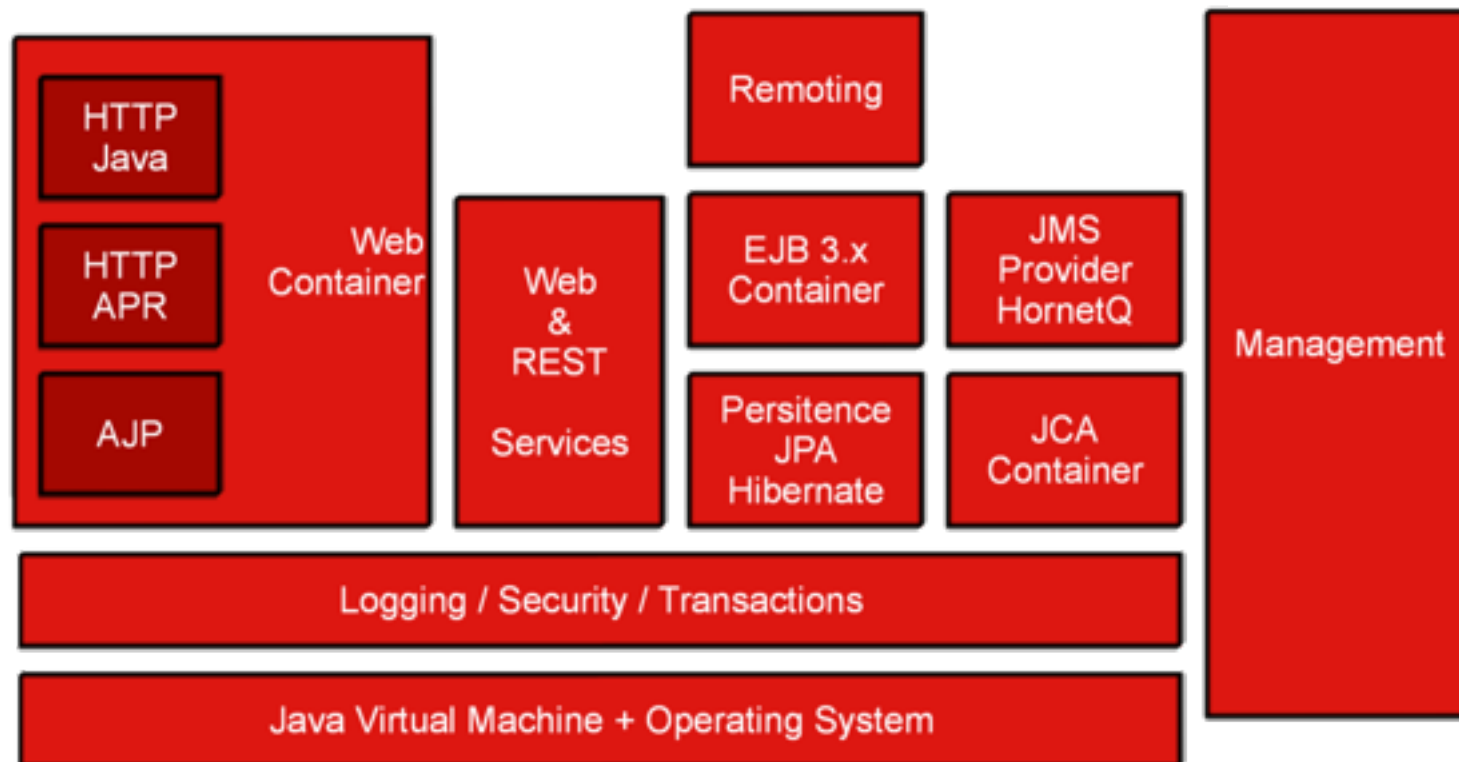 HTTP
Java
HTTP
APR
AJP
Web
Container
Web
&
REST
Services
Remoting
EJB 3.x
Container
Persitence
JPA
Hibernate
JMS
Provider
HornetQ
JCA
Container
Management
Logging / Security / Transactions
Java Virtual Machine + Operating System